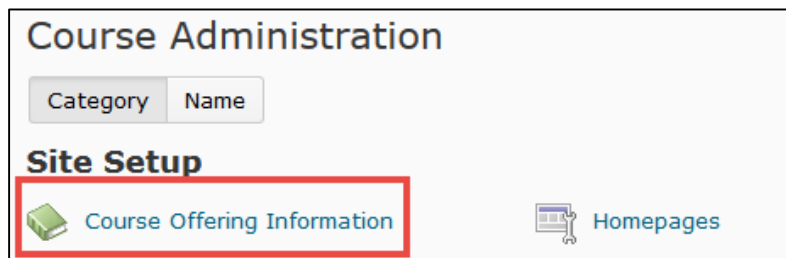 Course Administration
Category Name
Site Setup
Course Offering Information Homepages